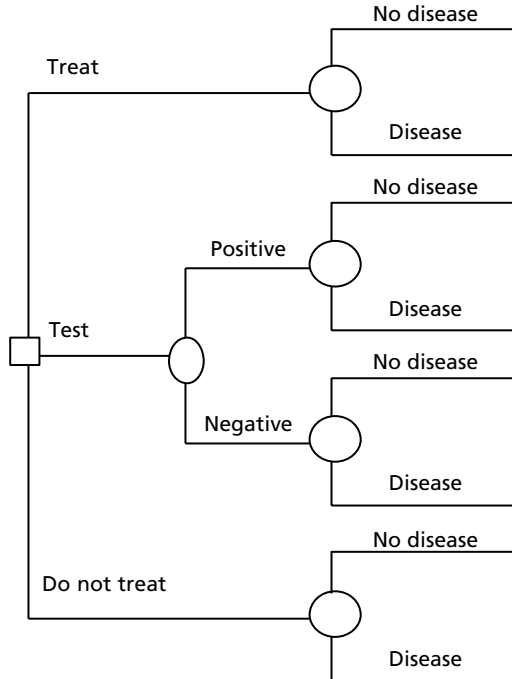 No disease
Treat
Disease
No disease
Positive
Disease
Test
No disease
Negative
Disease
No disease
Do not treat
Disease